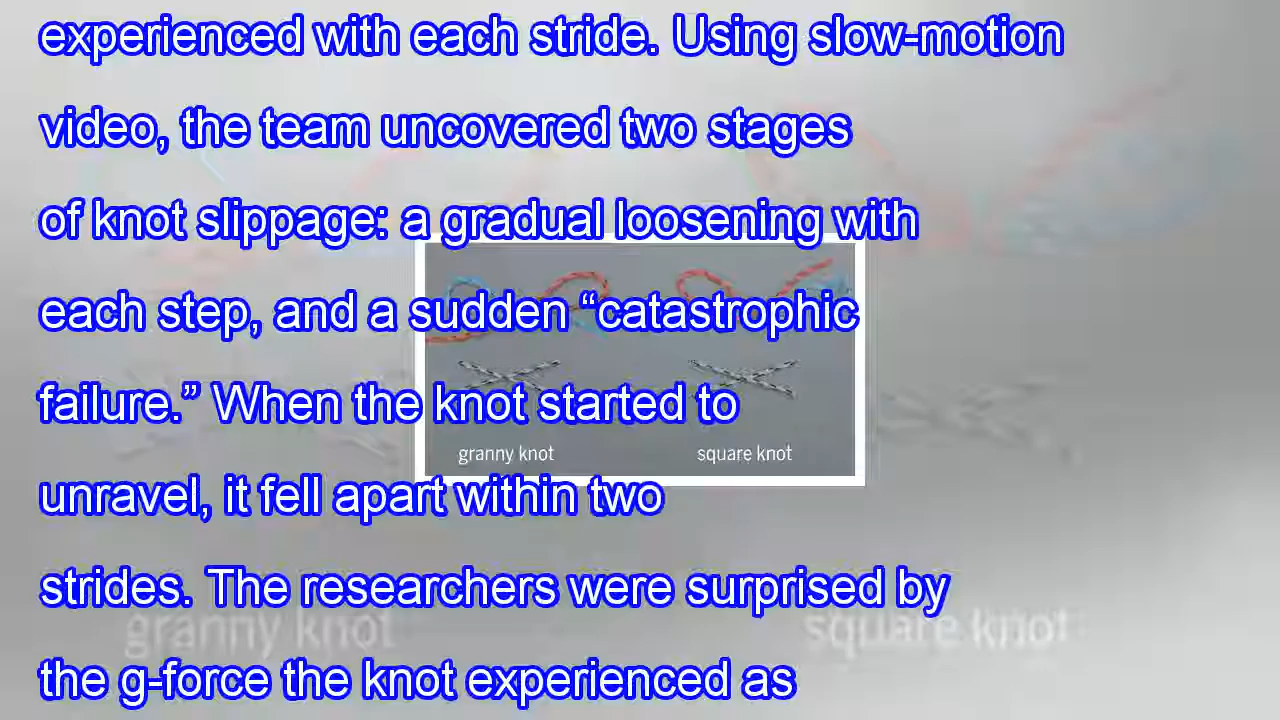 experienced with each stride. Using slow-motion
video, the team uncovered two stages
of knot slippage: a gradual loosening with
each step, and a sudden “catastrophic
failure.” When the knot started to
unravel, it fell apart within two
strides. The researchers were surprised by
the g-force the knot experienced as
granny knot
square knot
granny knot
square knot